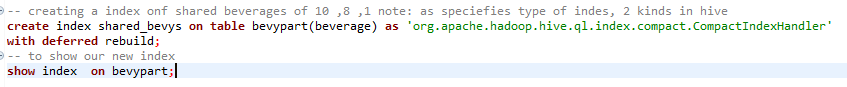 -- creating a index onf shared beverages of 10 ,8 ,1 note: as speciefies type of indes, 2 kinds in hive
create index shared_bevys on table bevypart(beverage) as 'org.apache.hadoop.hive.ql.index.compact.CompactIndexHandler'
with deferred rebuild;
-- to show our new index
show index  on bevypart;